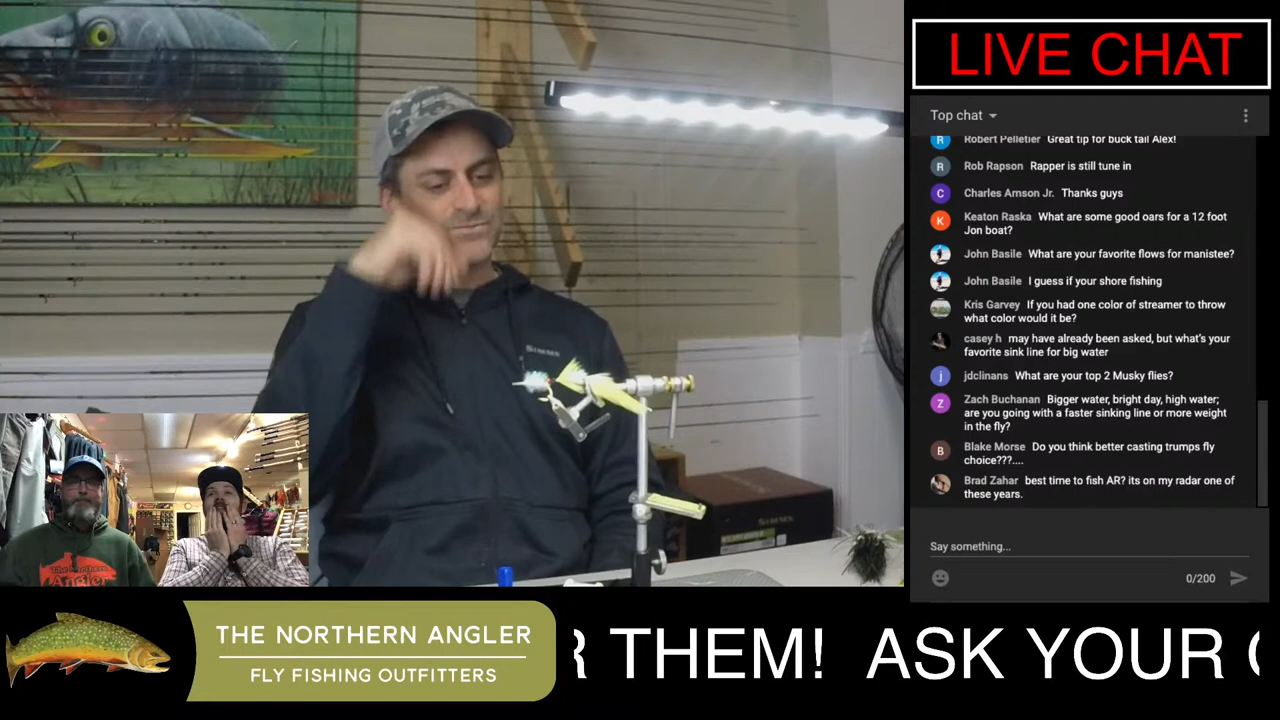 LIVE CHAT
Top chat
R Robert Pelletier Great tip for buck tail Alex!
R Rob Rapson Rapper is still tune in
C Charles Arnson Jr. Thanks guys
K Keaton Raska What are some good oars for a 12 foot
Jon boat?
John Basile What are your favorite flows for manistee?
John Basile I guess if your shore fishing
Kris Garvey If you had one color of streamer to throw
what color would it be?
casey h may have already been asked, but what's your
favorite sink line for big water
j jdclinans What are your top 2 Musky flies?
Z Zach Buchanan Bigger water, bright day, high water;
are you going with a faster sinking line or more weight
in the fly?
B Blake Morse Do you think better casting trumps fly
choice???....
Brad Zahar best time to fish AR? its on my radar one of
these years.
Say something...
0/200
SIMMS
SIMMS
The Northern
Angler
THE NORTHERN ANGLER
FLY FISHING OUTFITTERS
R THEM! ASK YOUR